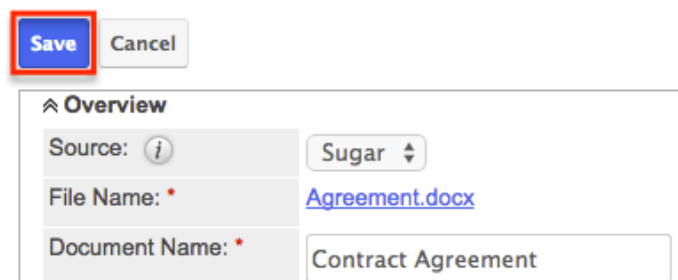 Save Cancel
Overview
Source: i Sugar
File Name: * Agreement.docx
Document Name: * Contract Agreement